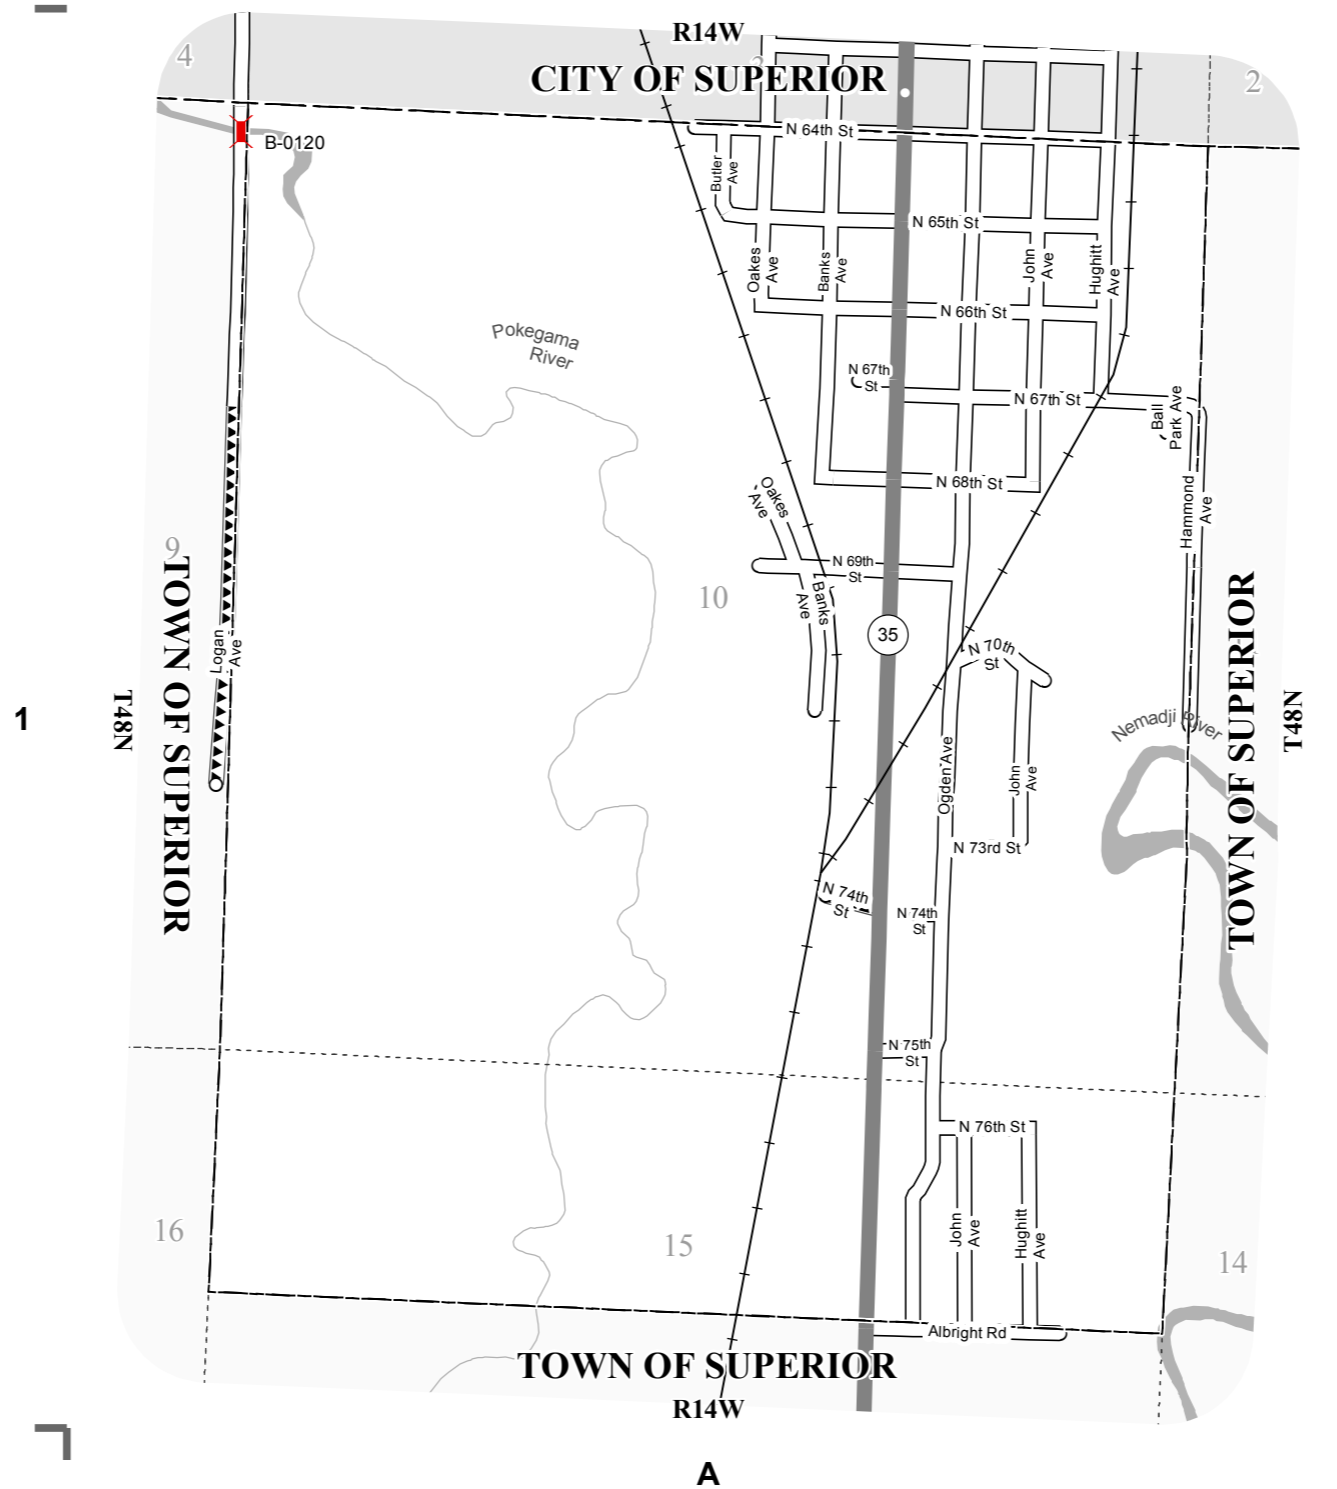 R14W
4
3
2
CITY OF SUPERIOR
N 64th St
B-0120
Butler
Ave
N 65th St
Oakes
Ave
Banks
Ave
John
Ave
Hughitt
Ave
N 66th St
Pokegama
River
N 67th
St
N 67th St
Ball
Park Ave
N 68th St
Oakes
Ave
Hammond
Ave
9
TOWN OF SUPERIOR
N 69th
St
10
Banks
Ave
35
N 70th
St
Logan
Ave
TOWN OF SUPERIOR
1
T48N
T48N
Nemadji River
Ogden Ave
John
Ave
N 73rd St
N 74th
St
N 74th
St
N 75th
St
N 76th St
16
15
14
John
Ave
Hughitt
Ave
Albright Rd
TOWN OF SUPERIOR
R14W
A